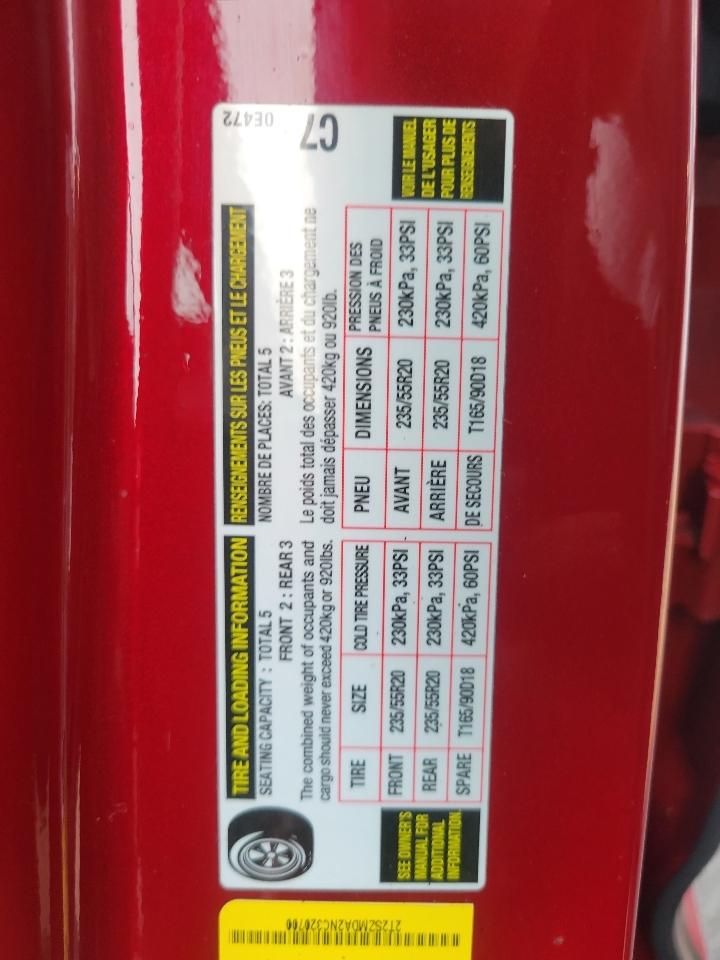 TIRE AND LOADING INFORMATION
SEATING CAPACITY : TOTAL 5
FRONT 2 : REAR 3
The combined weight of occupants and
cargo should never exceed 420kg or 920lbs.
TIRE SIZE COLD TIRE PRESSURE
FRONT 235/55R20 230kPa, 33PSI
REAR 235/55R20 230kPa, 33PSI
SPARE T165/90D18 420kPa, 60PSI
SEE OWNER'S
MANUAL FOR
ADDITIONAL
INFORMATION.
RENSEIGNEMENTS SUR LES PNEUS ET LE CHARGEMENT
NOMBRE DE PLACES: TOTAL 5
AVANT 2 : ARRIÈRE 3
Le poids total des occupants et du chargement ne
doit jamais dépasser 420kg ou 920lb.
PNEU DIMENSIONS PRESSION DES
PNEUS À FROID
AVANT 235/55R20 230kPa, 33PSI
ARRIÈRE 235/55R20 230kPa, 33PSI
DE SECOURS T165/90D18 420kPa, 60PSI
VOIR LE MANUEL
DE L'USAGER
POUR PLUS DE
RENSEIGNEMENTS
0E472
C7